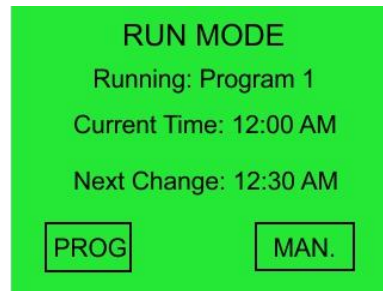 RUN MODE
Running: Program 1
Current Time: 12:00 AM
Next Change: 12:30 AM
PROG MAN.